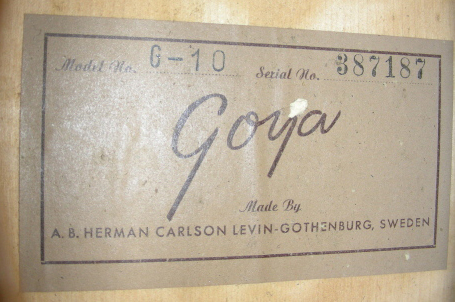 Model No. G-10 Serial No. 387187
Goya
Made By
A. B. HERMAN CARLSON LEVIN-GOTHENBURG, SWEDEN